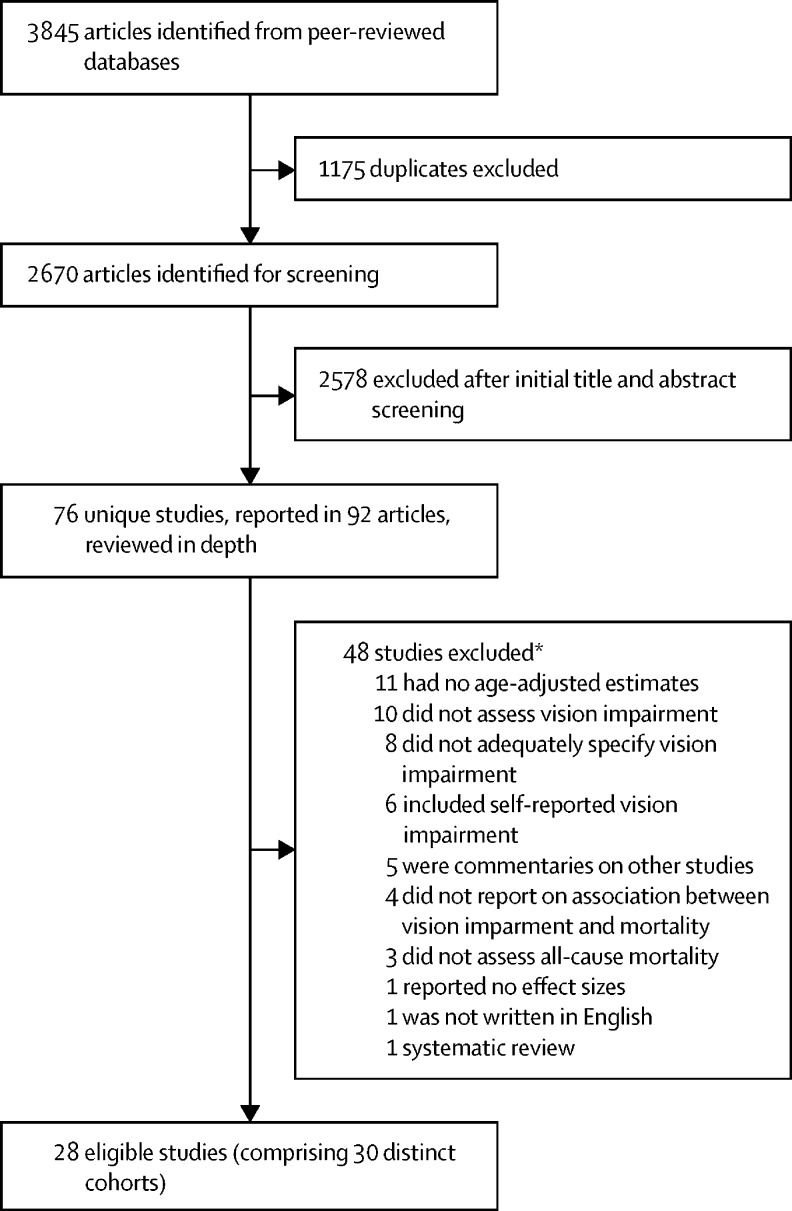 3845 articles identified from peer-reviewed
databases
1175 duplicates excluded
2670 articles identified for screening
2578 excluded after initial title and abstract
screening
76 unique studies, reported in 92 articles,
reviewed in depth
48 studies excluded*
11 had no age-adjusted estimates
10 did not assess vision impairment
8 did not adequately specify vision
impairment
6 included self-reported vision
impairment
5 were commentaries on other studies
4 did not report on association between
vision imparment and mortality
3 did not assess all-cause mortality
1 reported no effect sizes
1 was not written in English
1 systematic review
28 eligible studies (comprising 30 distinct
cohorts)